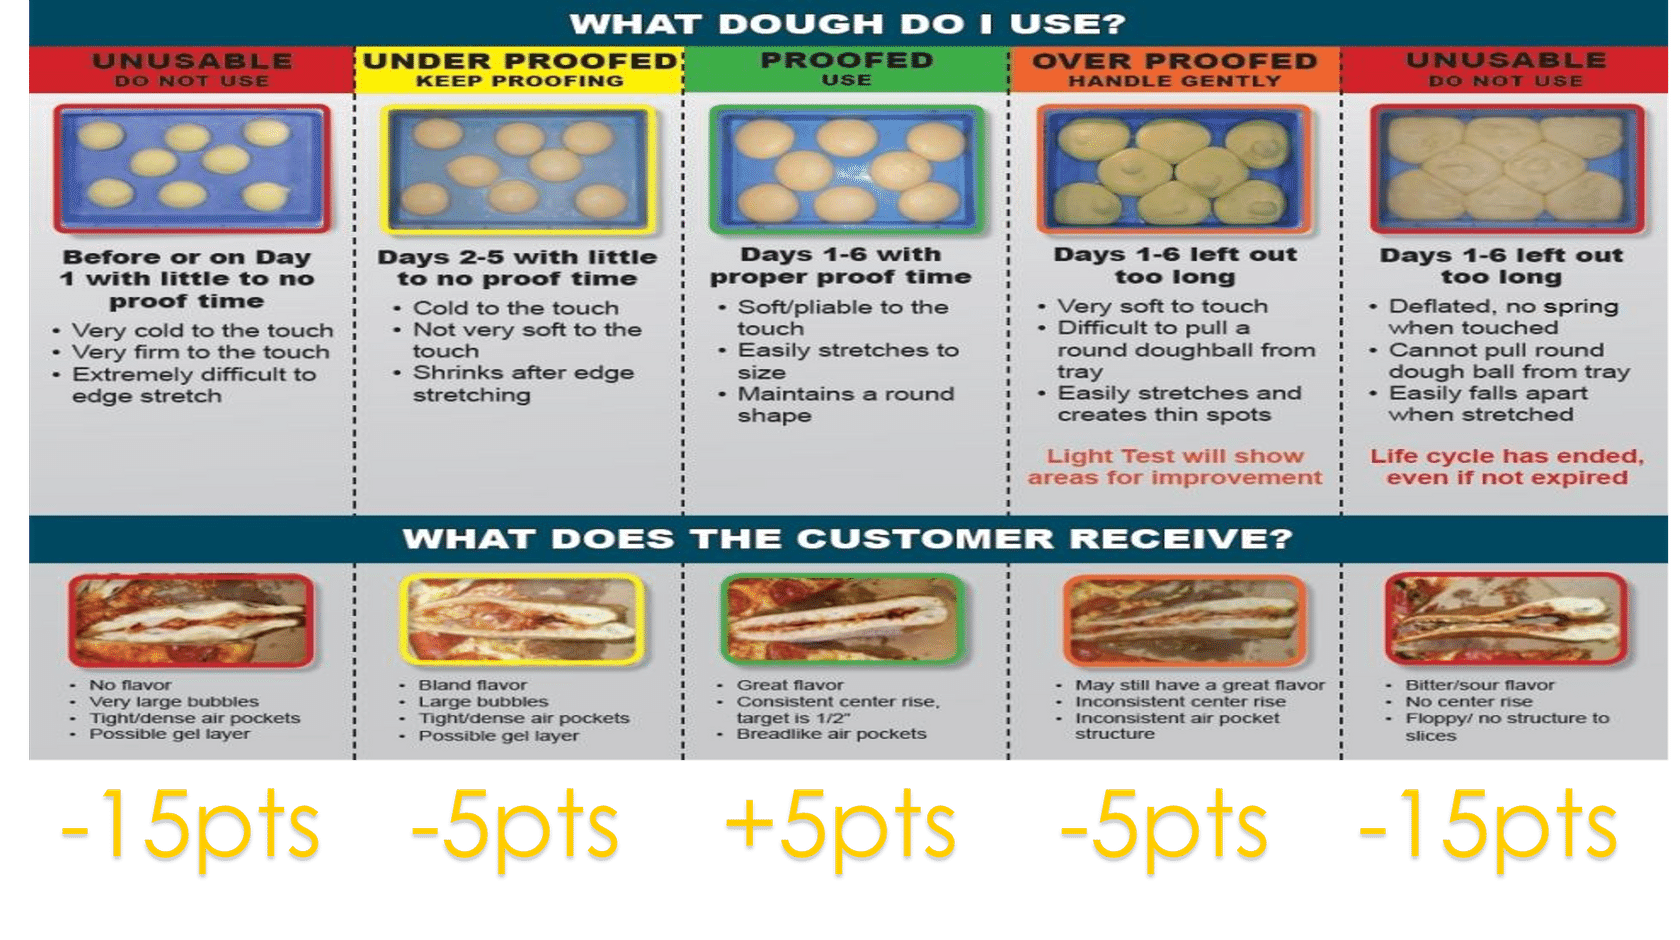 WHAT DOUGH DO I USE?
UNUSABLE
DO NOT USE
Before or on Day
1 with little to no
proof time
• Very cold to the touch
• Very firm to the touch
• Extremely difficult to
edge stretch
UNDER PROOFED
KEEP PROOFING
Days 2-5 with little
to no proof time
• Cold to the touch
• Not very soft to the
touch
• Shrinks after edge
stretching
PROOFED
USE
Days 1-6 with
proper proof time
• Soft/pliable to the
touch
• Easily stretches to
size
• Maintains a round
shape
OVER PROOFED
HANDLE GENTLY
Days 1-6 left out
too long
• Very soft to touch
• Difficult to pull a
round doughball from
tray
• Easily stretches and
creates thin spots
Light Test will show
areas for improvement
UNUSABLE
DO NOT USE
Days 1-6 left out
too long
• Deflated, no spring
when touched
• Cannot pull round
dough ball from tray
• Easily falls apart
when stretched
Life cycle has ended,
even if not expired
WHAT DOES THE CUSTOMER RECEIVE?
• No flavor
• Very large bubbles
• Tight/dense air pockets
• Possible gel layer
• Bland flavor
• Large bubbles
• Tight/dense air pockets
• Possible gel layer
• Great flavor
• Consistent center rise,
target is 1/2"
• Breadlike air pockets
• May still have a great flavor
• Inconsistent center rise
• Inconsistent air pocket
structure
• Bitter/sour flavor
• No center rise
• Floppy/ no structure to
slices
-15pts
-5pts
+5pts
-5pts
-15pts